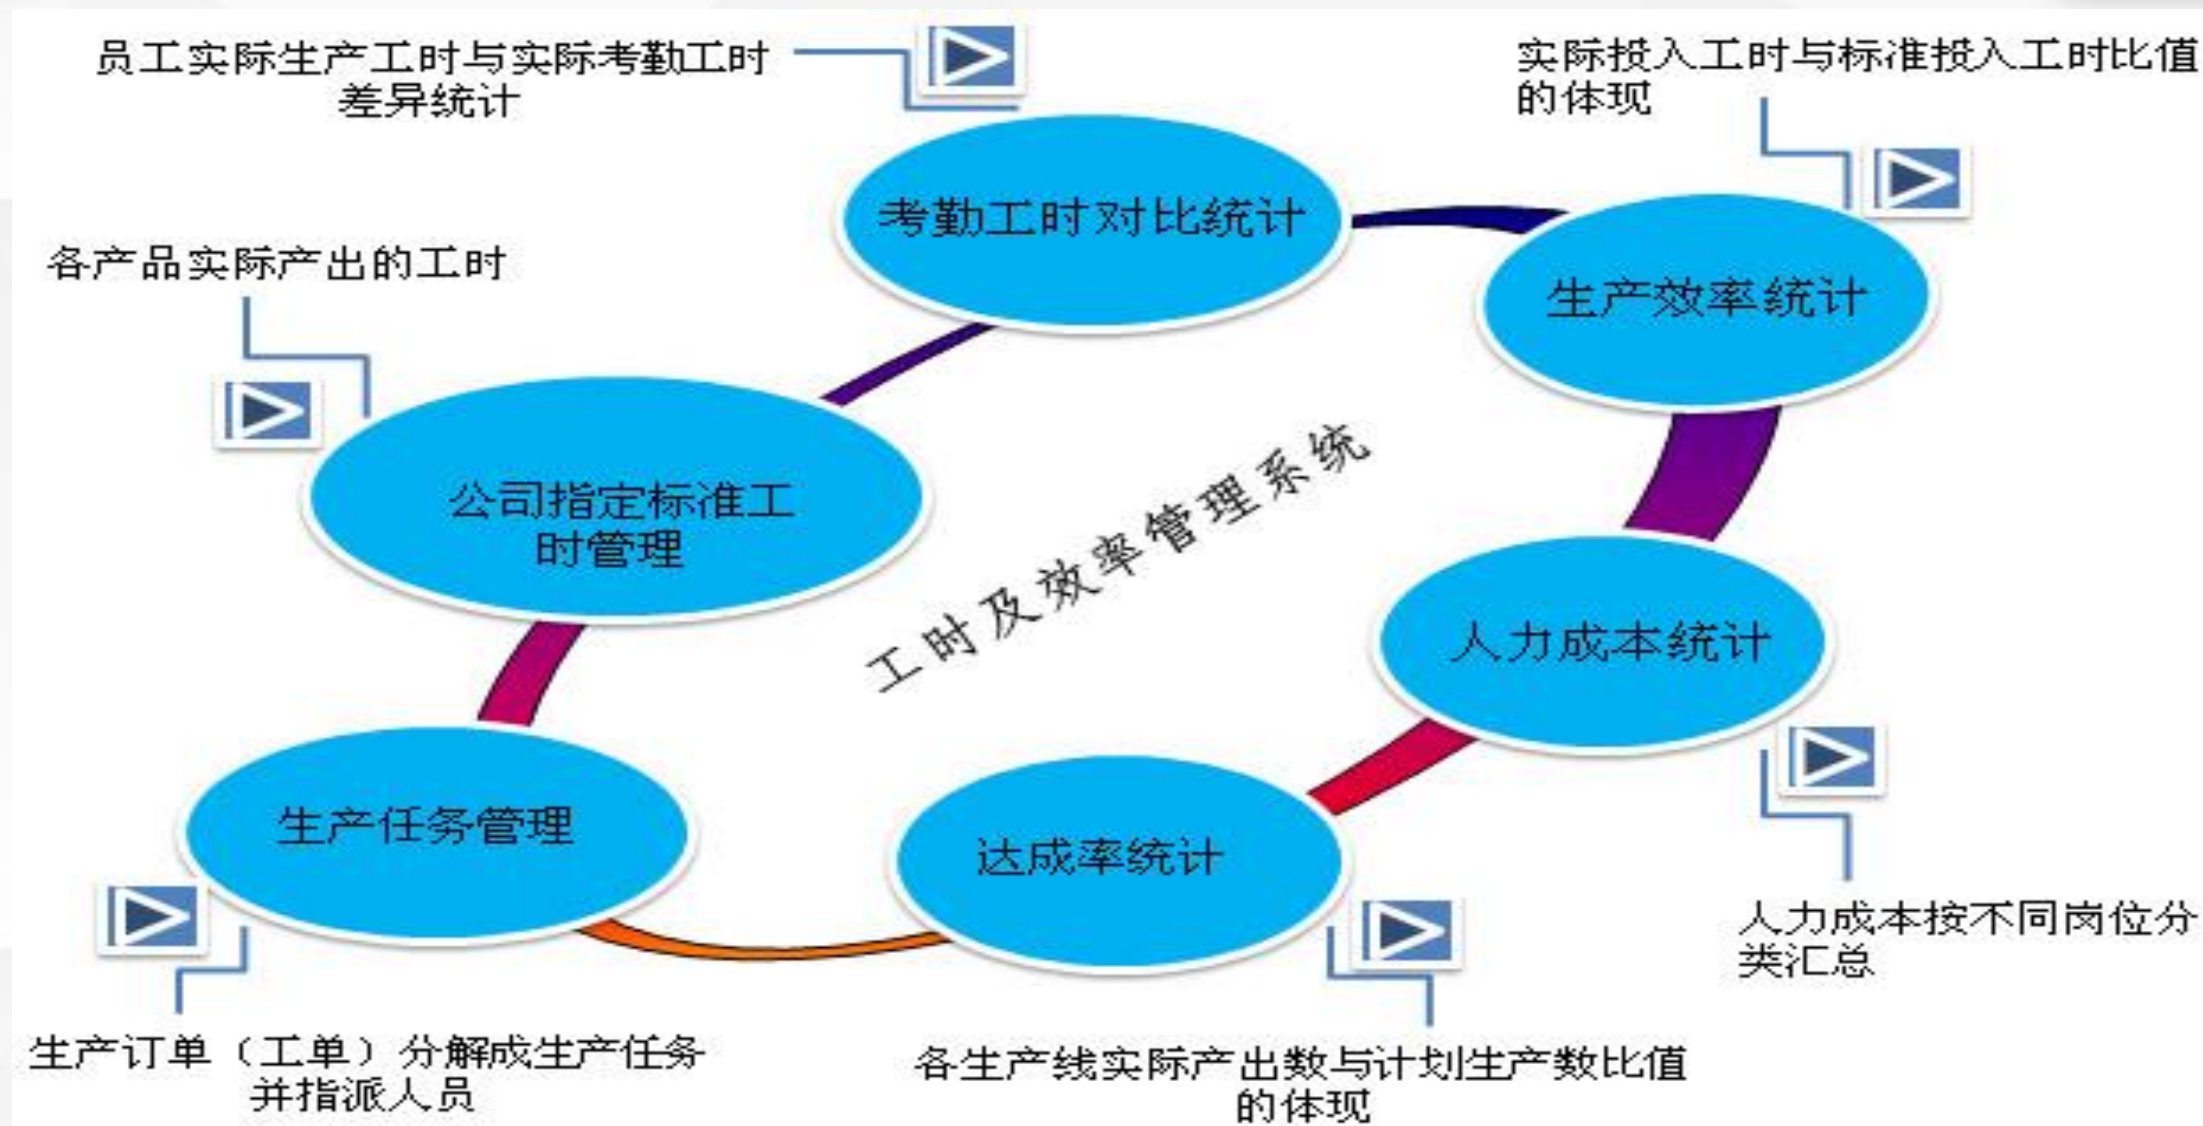 员工实际生产工时与实际考勤工时
差异统计
实际投入工时与标准投入工时比值
的体现
考勤工时对比统计
各产品实际产出的工时
生产效率统计
公司指定标准工
时管理
工时及效率管理系统
人力成本统计
生产任务管理
达成率统计
人力成本按不同岗位分
类汇总
生产订单（工单）分解成生产任务
并指派人员
各生产线实际产出数与计划生产数比值
的体现